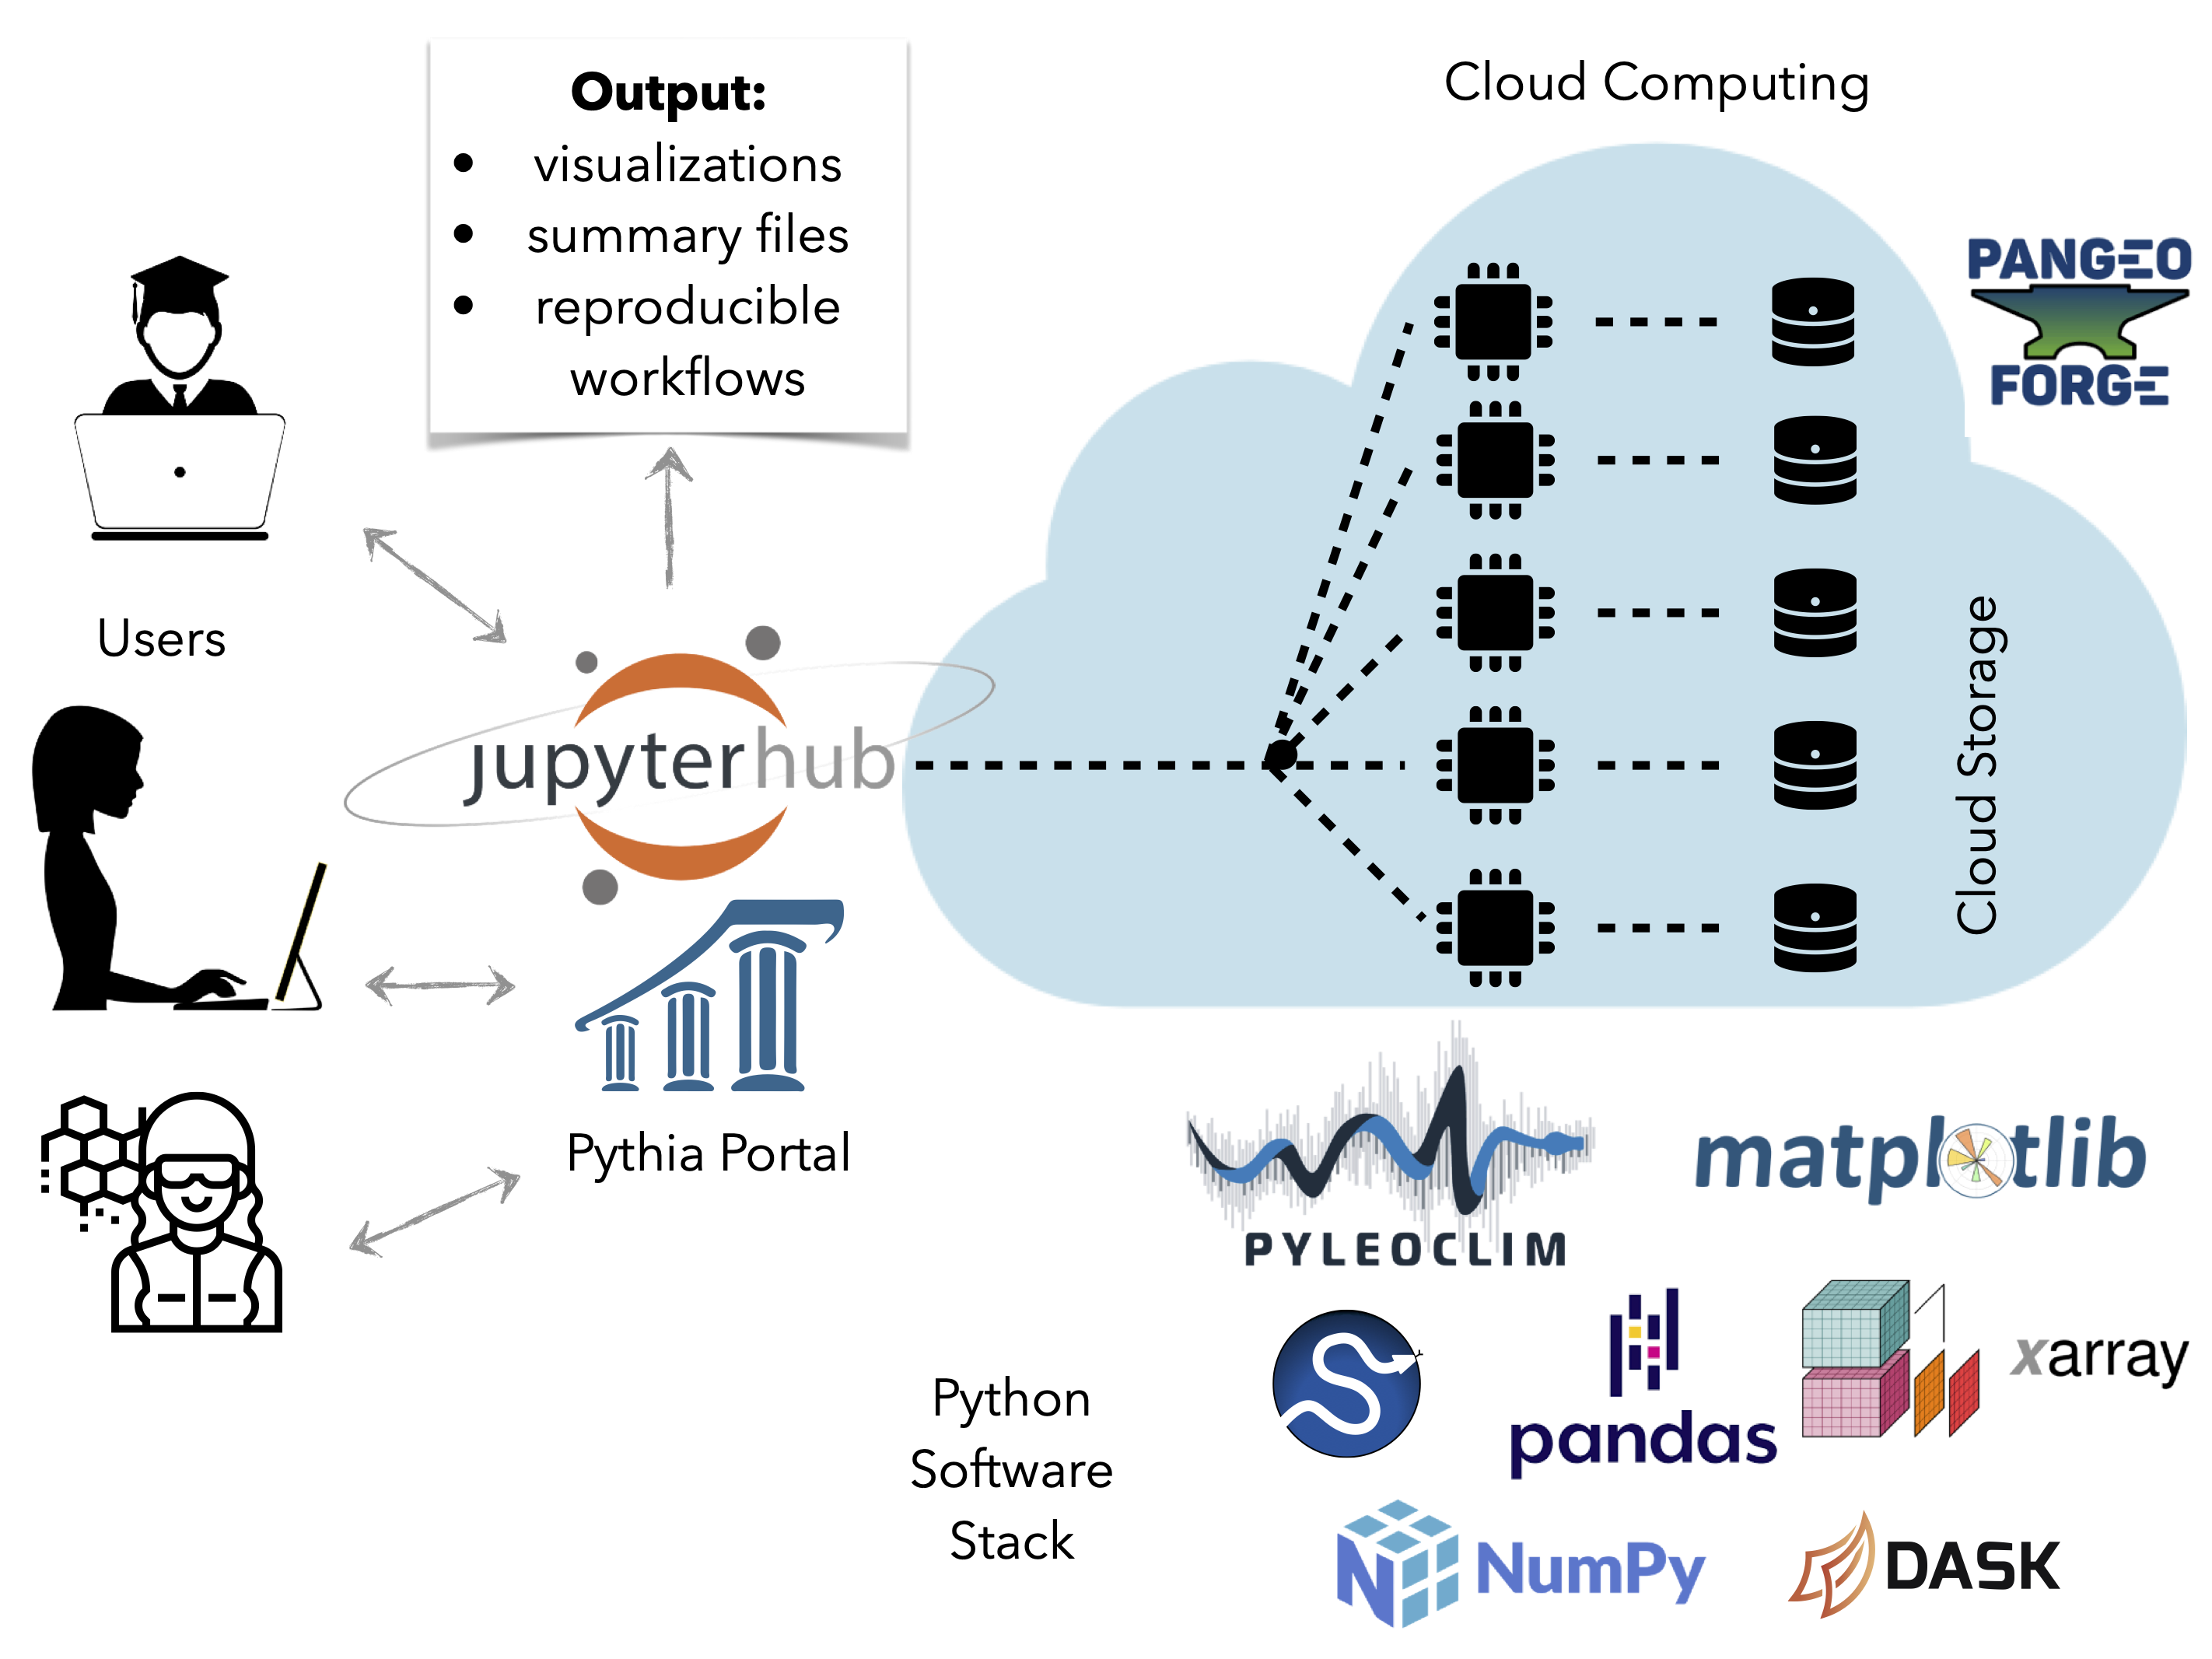 Output:
• visualizations
• summary files
• reproducible
workflows
Cloud Computing
PANGEO
FORGE
Users
jupyterhub
Cloud Storage
Pythia Portal
PYLEOCLIM
matplotlib
Python
Software
Stack
pandas
xarray
NumPy
DASK